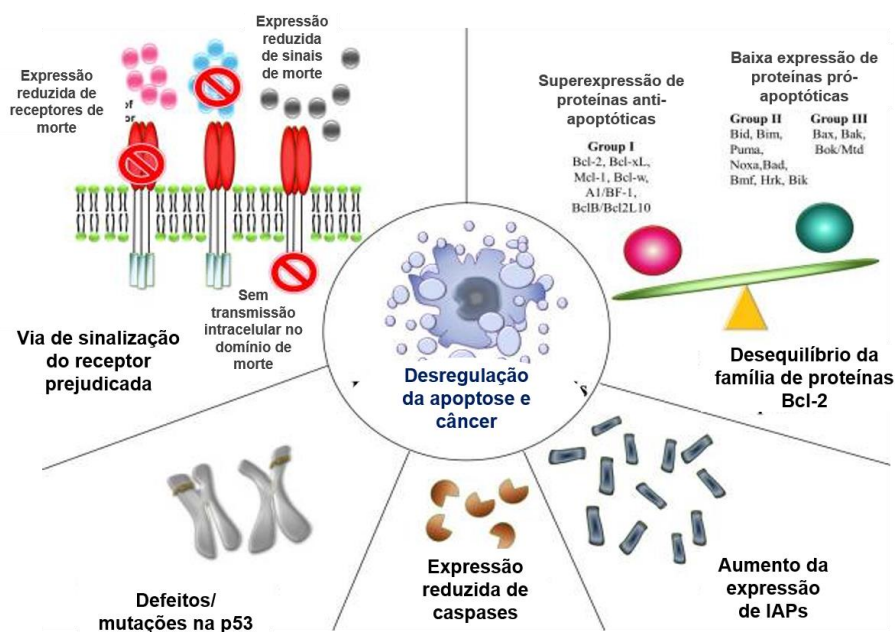 Expressão
reduzida de
receptores de
morte
of
or
Expressão
reduzida
de sinais
de morte
Sem
transmissão
intracelular no
domínio de
morte
Via de sinalização
do receptor
prejudicada
Superexpressão de
proteínas anti-
apoptóticas
Group I
Bcl-2, Bcl-xL,
Mcl-1, Bcl-w,
A1/BF-1,
BclB/Bcl2L10
Baixa expressão de
proteínas pró-
apoptóticas
Group II
Bid, Bim,
Puma,
Noxa,Bad,
Bmf, Hrk, Bik
Group III
Bax, Bak,
Bok/Mtd
Desequilíbrio da
família de proteínas
Bcl-2
Desregulação
da apoptose e
câncer
Defeitos/
mutações na p53
Expressão
reduzida de
caspases
Aumento da
expressão
de IAPs